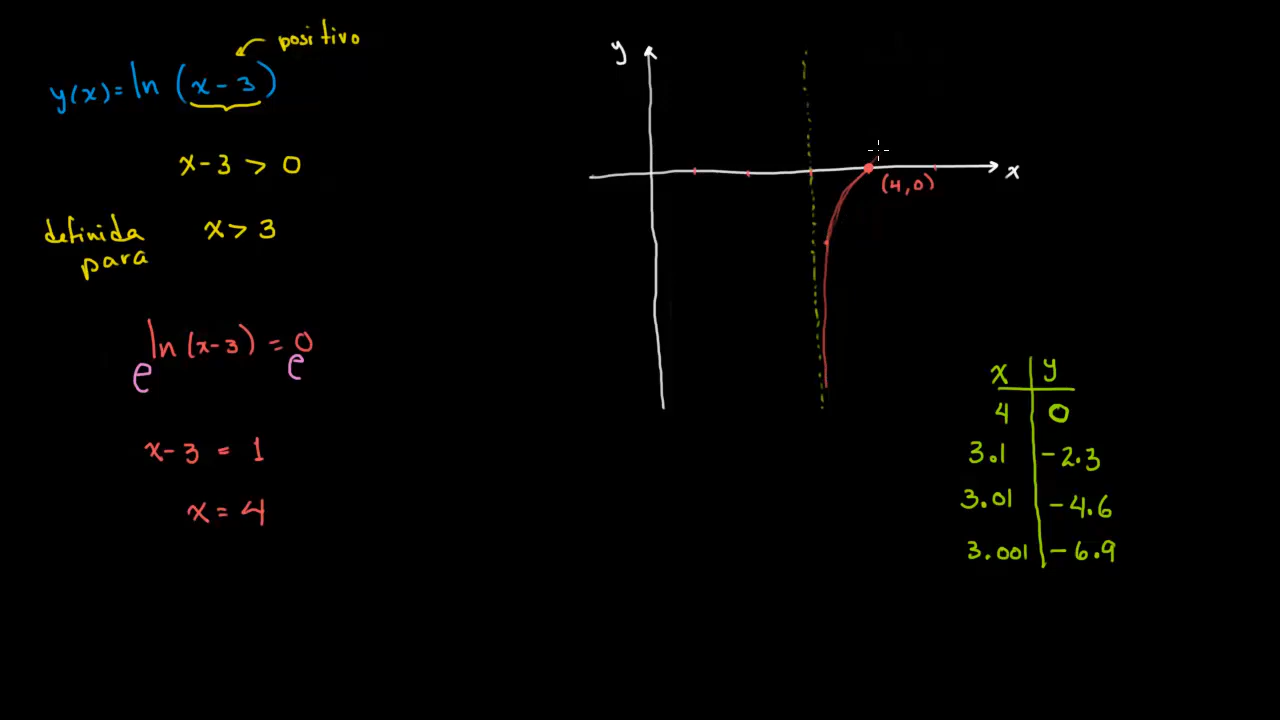 positivo
y(x) = ln (x - 3)
x - 3 > 0
definida para x > 3
ln (x-3) = 0
e e
x - 3 = 1
x = 4
y
x
(4,0)
x y
4 0
3.1 -2.3
3.01 -4.6
3.001 -6.9